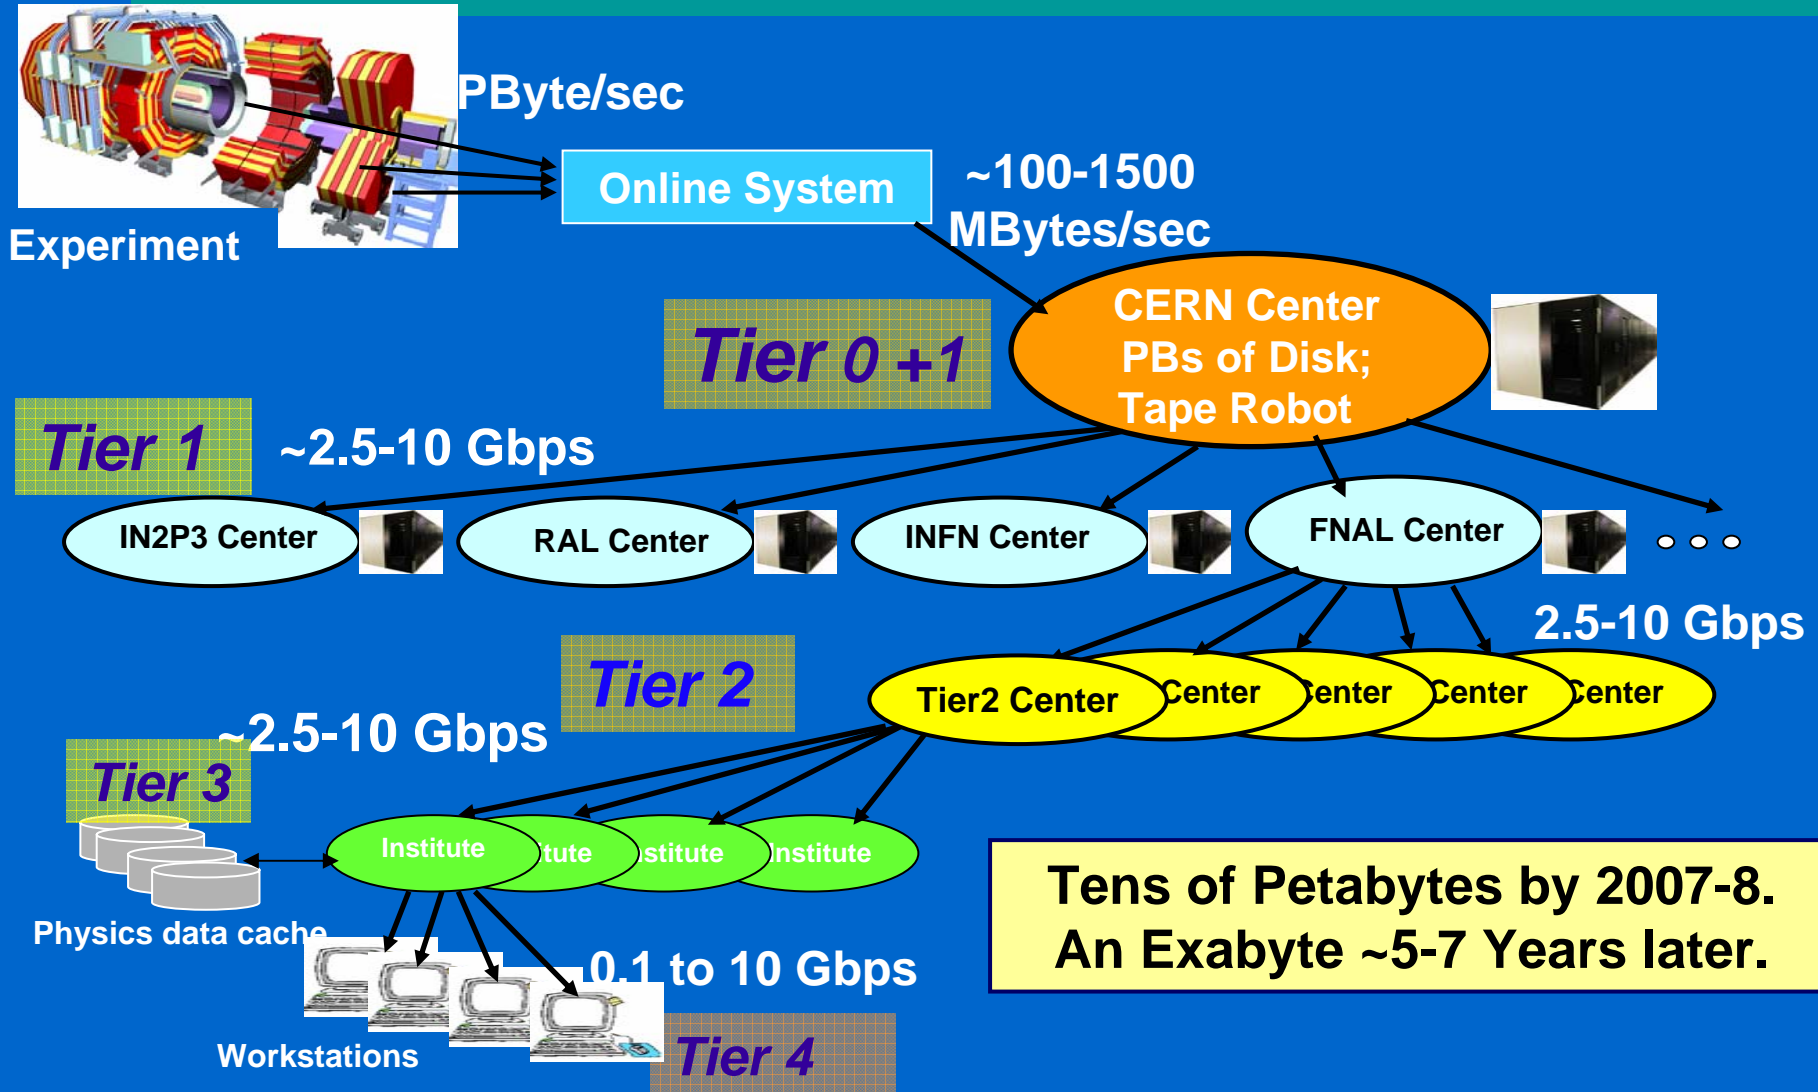 PByte/sec
Online System
~100-1500
MBytes/sec
Experiment
CERN Center
PBs of Disk;
Tape Robot
Tier 0 +1
Tier 1
~2.5-10 Gbps
IN2P3 Center
RAL Center
INFN Center
FNAL Center
2.5-10 Gbps
Tier 2
Tier2 Center
Center
Center
Center
Center
~2.5-10 Gbps
Tier 3
Institute
itute
stitute
Institute
Physics data cache
Tens of Petabytes by 2007-8.
An Exabyte ~5-7 Years later.
0.1 to 10 Gbps
Workstations
Tier 4